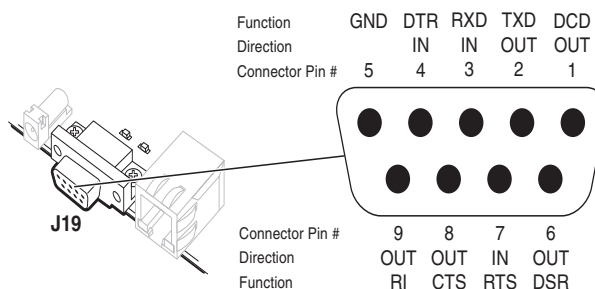 Function GND DTR RXD TXD DCD
Direction IN IN OUT OUT
Connector Pin # 5 4 3 2 1
J19
Connector Pin # 9 8 7 6
Direction OUT OUT IN OUT
Function RI CTS RTS DSR